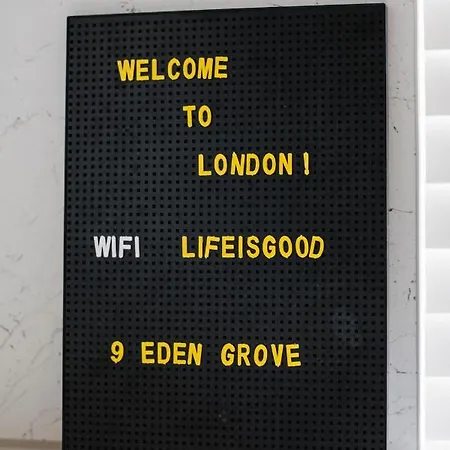 WELCOME
TO
LONDON!
WIFI LIFEISGOOD
9 EDEN GROVE